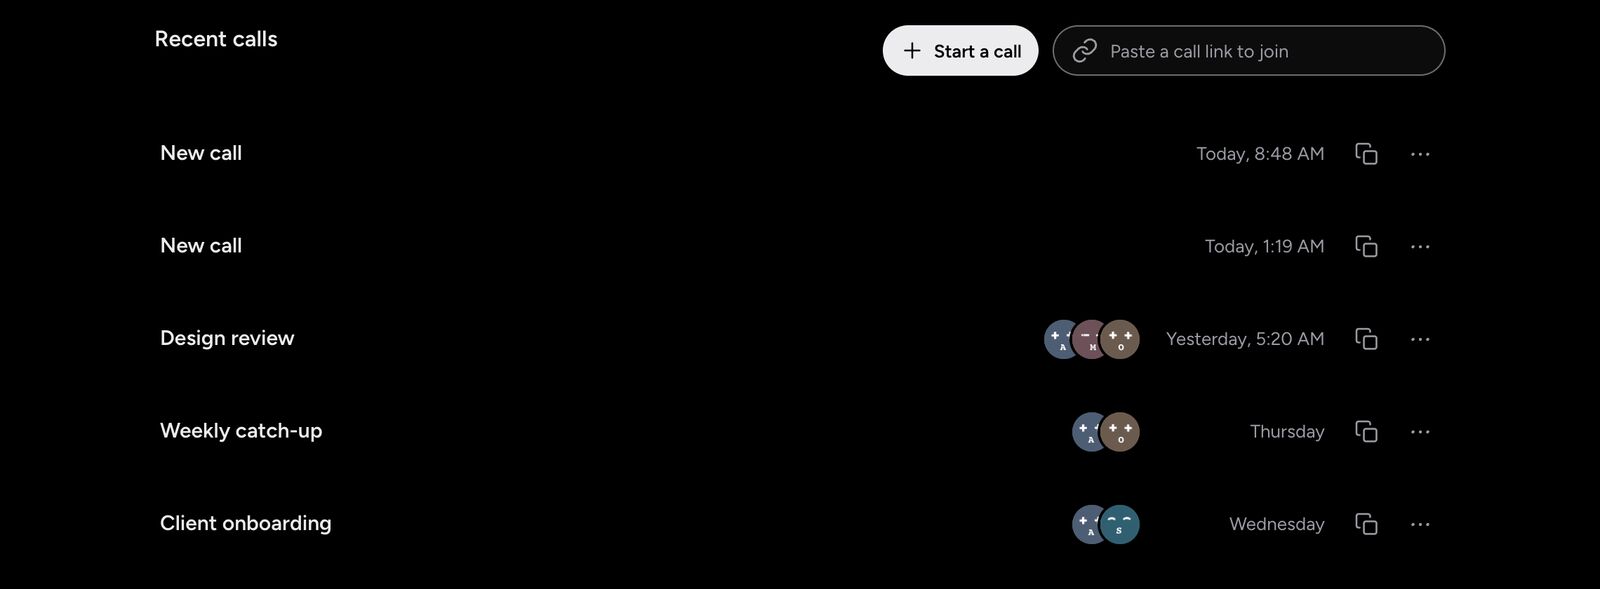 Recent calls
Start a call
Paste a call link to join
New call
Today, 8:48 AM
New call
Today, 1:19 AM
Design review
A M O
Yesterday, 5:20 AM
Weekly catch-up
A O
Thursday
Client onboarding
A S
Wednesday